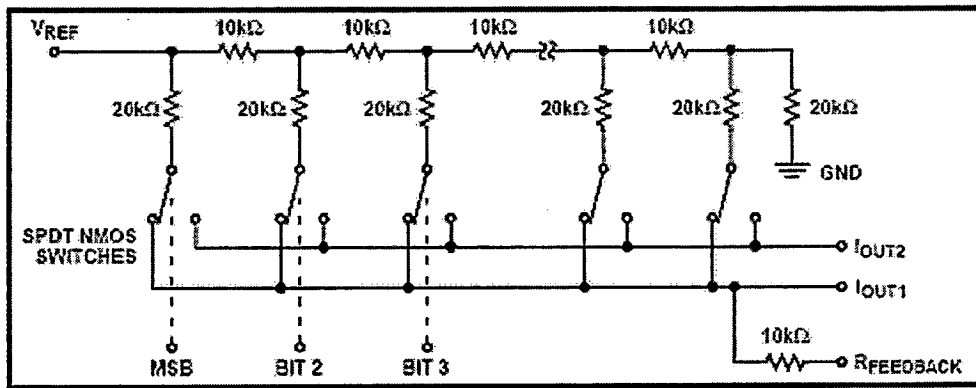 VREF
10kΩ 10kΩ 10kΩ 10kΩ
20kΩ 20kΩ 20kΩ 20kΩ 20kΩ 20kΩ
GND
SPDT NMOS
SWITCHES
IOUT2
IOUT1
10kΩ
MSB BIT 2 BIT 3 RFEEDBACK